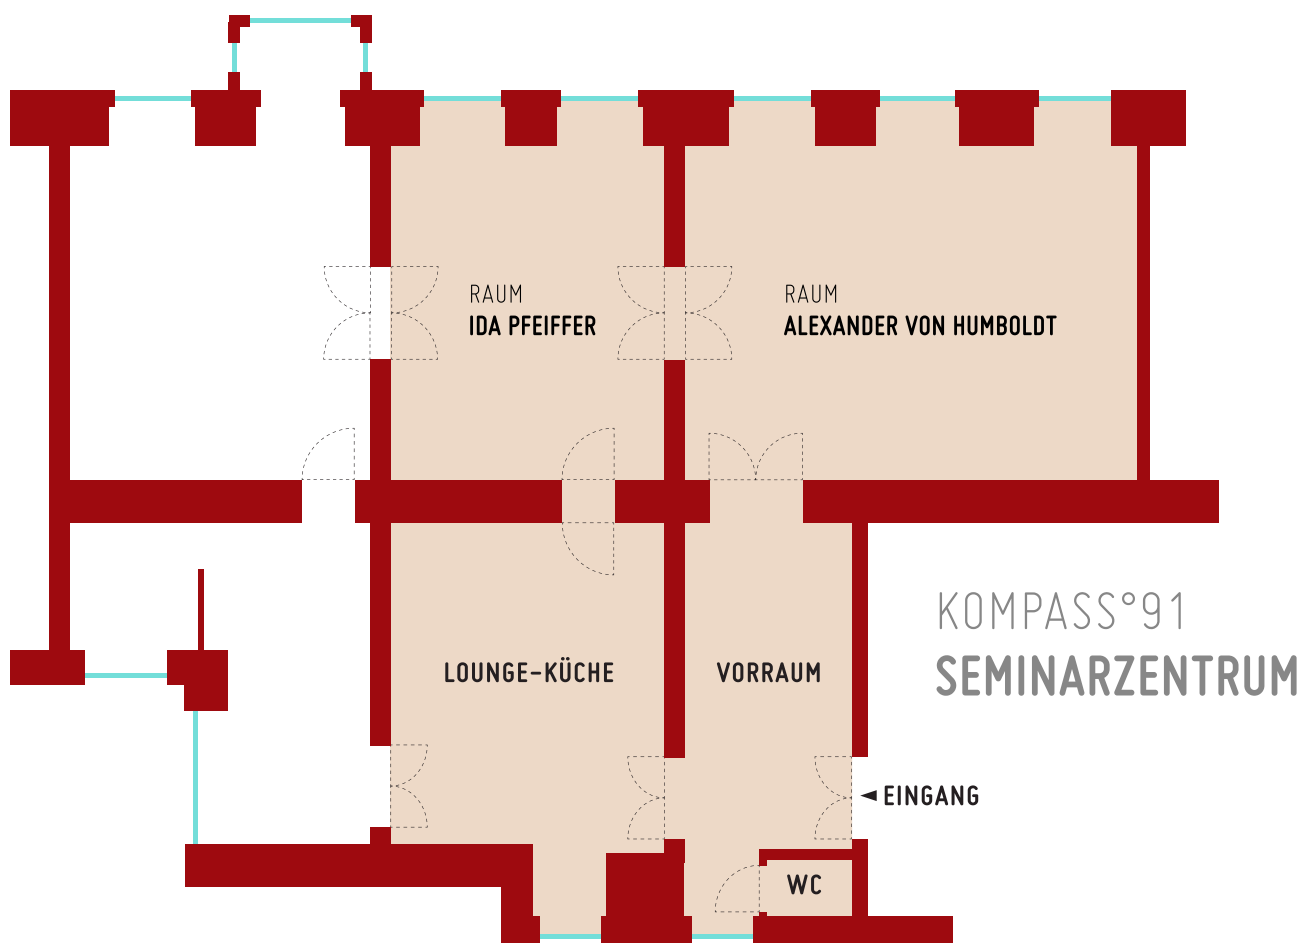 RAUM
IDA PFEIFFER
RAUM
ALEXANDER VON HUMBOLDT
KOMPASS°91
SEMINARZENTRUM
LOUNGE-KÜCHE
VORRAUM
EINGANG
WC